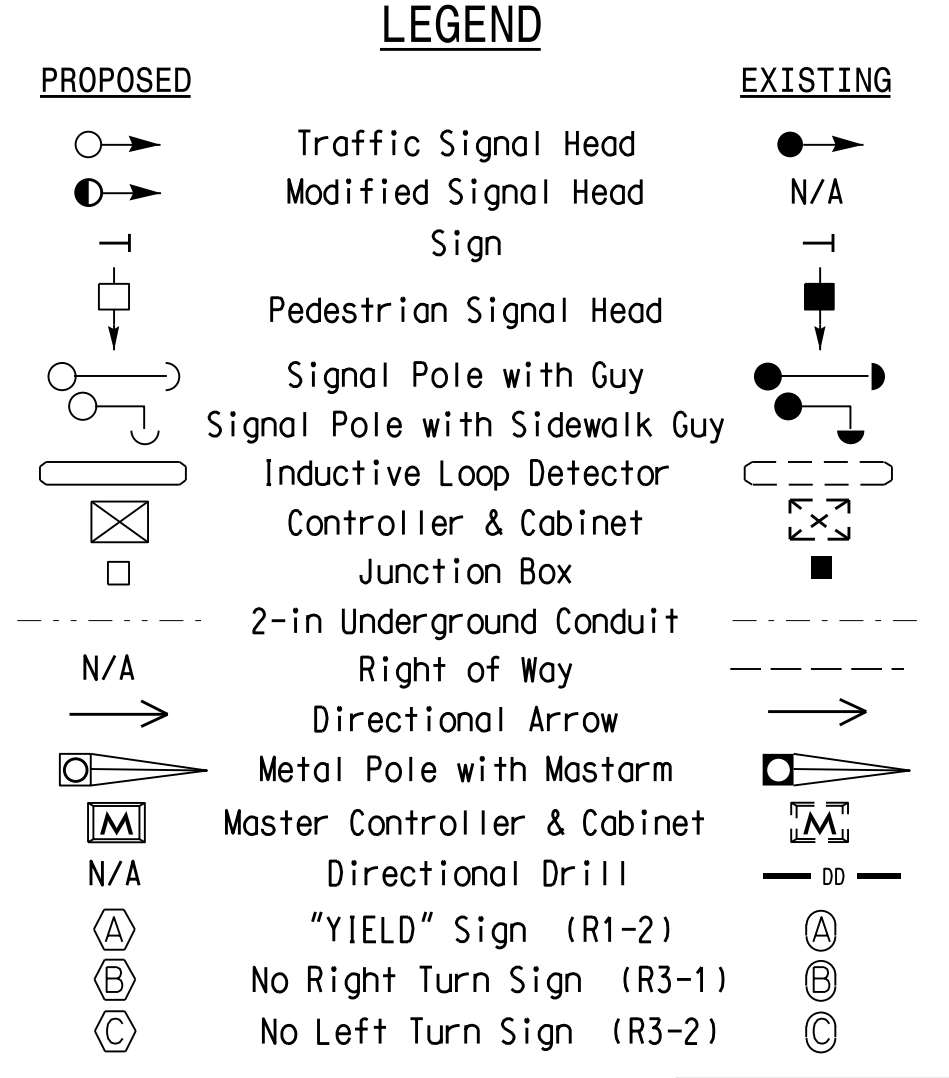 LEGEND
PROPOSED EXISTING
Traffic Signal Head
Modified Signal Head N/A
Sign
Pedestrian Signal Head
Signal Pole with Guy
Signal Pole with Sidewalk Guy
Inductive Loop Detector
Controller & Cabinet
Junction Box
2-in Underground Conduit
N/A Right of Way
Directional Arrow
Metal Pole with Mastarm
M Master Controller & Cabinet M
N/A Directional Drill DD
A "YIELD" Sign (R1-2) A
B No Right Turn Sign (R3-1) B
C No Left Turn Sign (R3-2) C